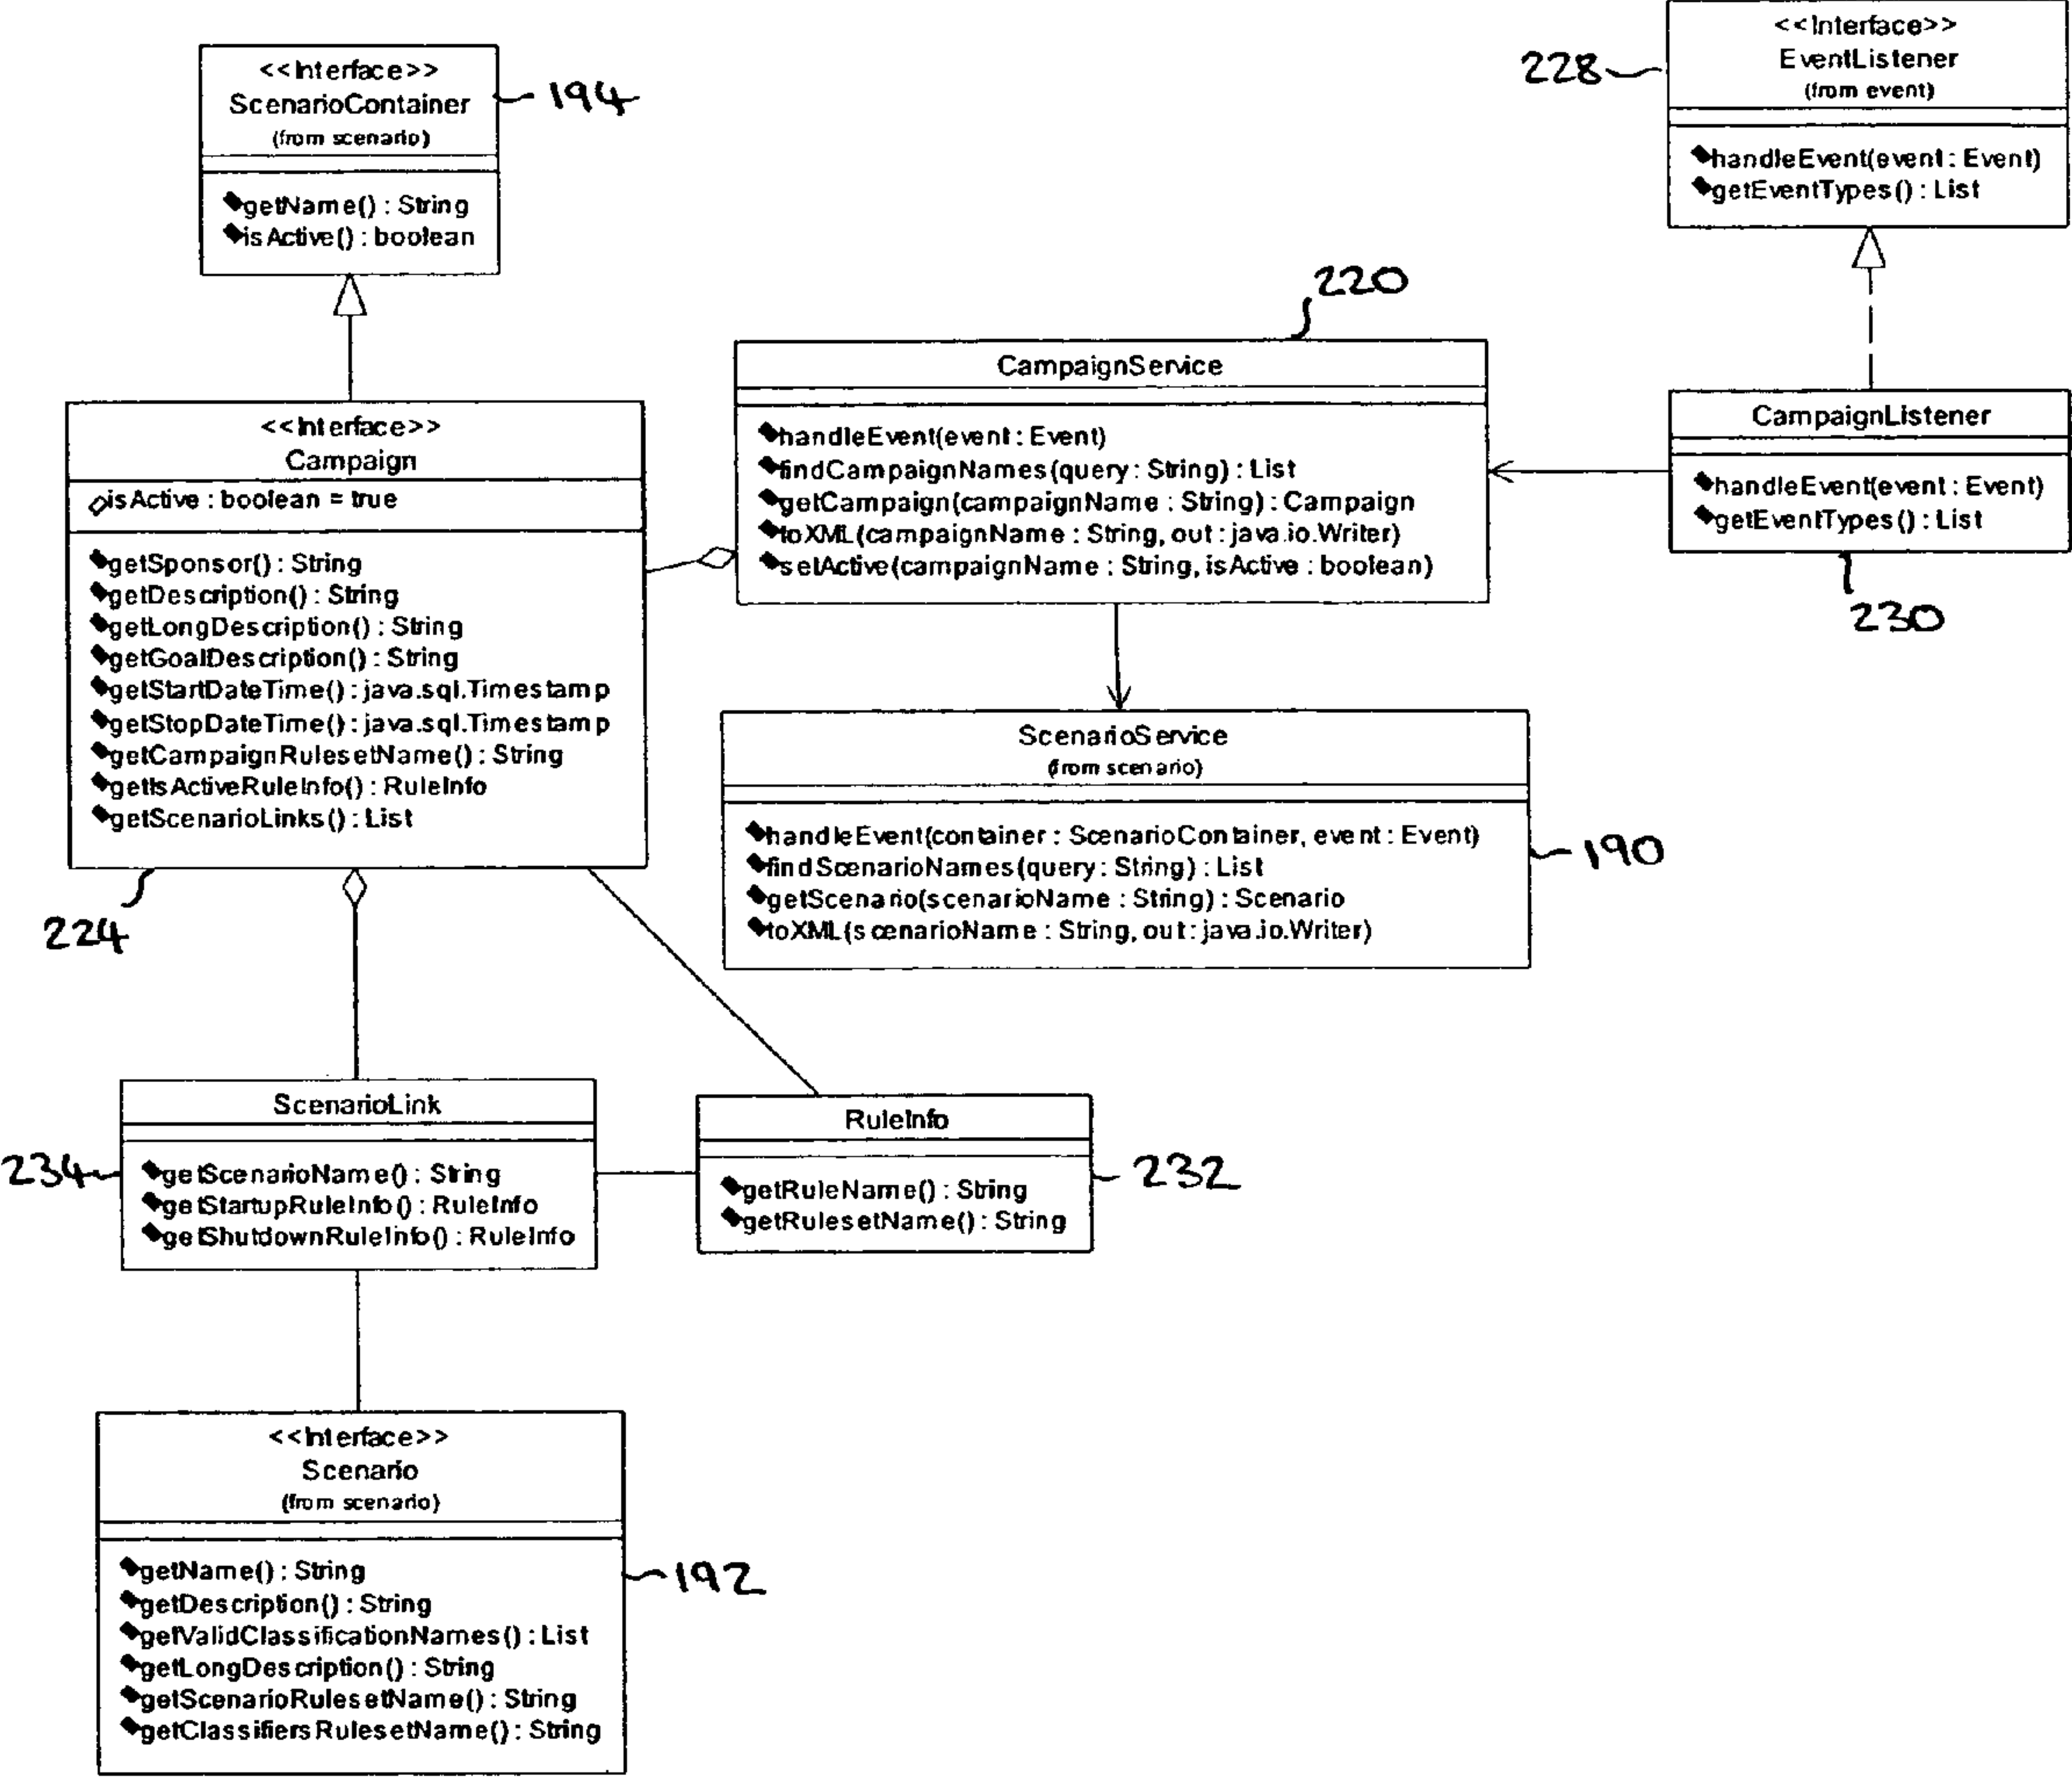 <<Interface>>
ScenarioContainer
(from scenario)
getName() : String
isActive() : boolean
194
<<Interface>>
EventListener
(from event)
handleEvent(event : Event)
getEventTypes() : List
228
<<Interface>>
Campaign
isActive : boolean = true
getSponsor() : String
getDescription() : String
getLongDescription() : String
getGoalDescription() : String
getStartDateTime() : java.sql.Timestamp
getStopDateTime() : java.sql.Timestamp
getCampaignRulesetName() : String
getIsActiveRuleInfo() : RuleInfo
getScenarioLinks() : List
224
220
CampaignService
handleEvent(event : Event)
findCampaignNames(query : String) : List
getCampaign(campaignName : String) : Campaign
toXML(campaignName : String, out : java.io.Writer)
setActive(campaignName : String, isActive : boolean)
CampaignListener
handleEvent(event : Event)
getEventTypes() : List
230
ScenarioService
(from scenario)
handleEvent(container : ScenarioContainer, event : Event)
findScenarioNames(query : String) : List
getScenario(scenarioName : String) : Scenario
toXML(scenarioName : String, out : java.io.Writer)
190
ScenarioLink
getScenarioName() : String
getStartupRuleInfo() : RuleInfo
getShutdownRuleInfo() : RuleInfo
234
RuleInfo
getRuleName() : String
getRulesetName() : String
232
<<Interface>>
Scenario
(from scenario)
getName() : String
getDescription() : String
getValidClassificationNames() : List
getLongDescription() : String
getScenarioRulesetName() : String
getClassifiersRulesetName() : String
192